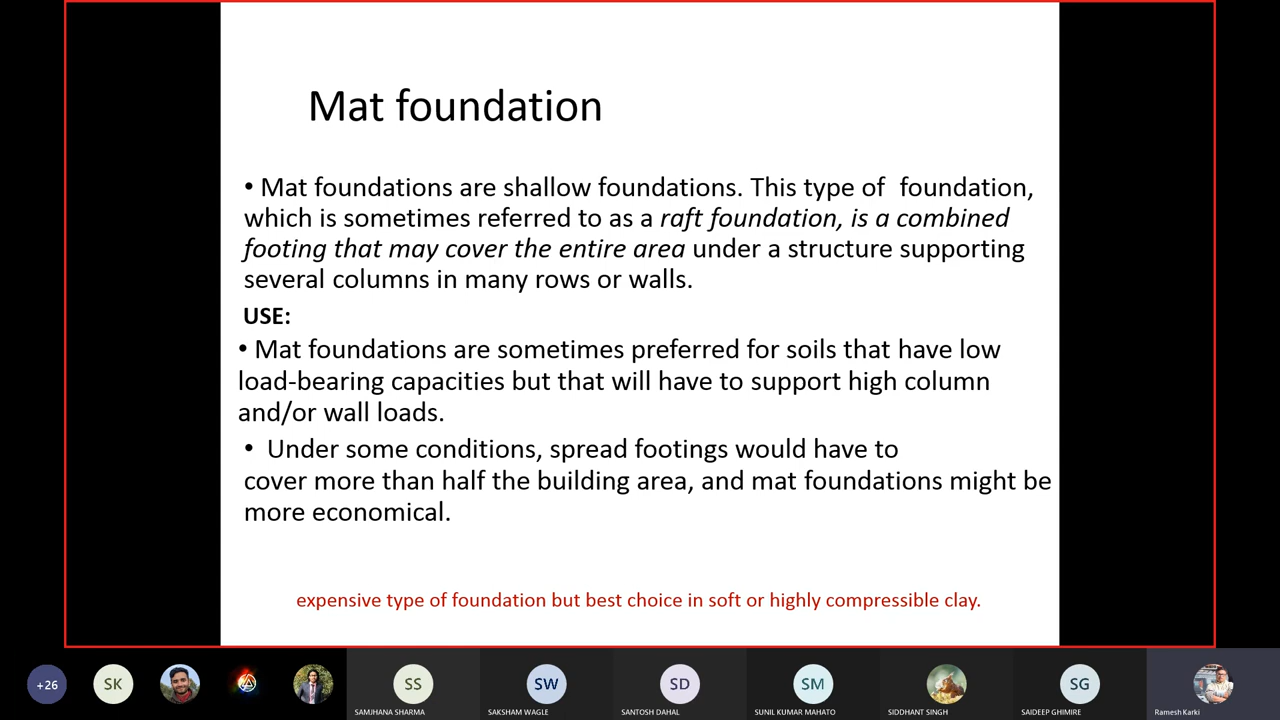 Mat foundation
• Mat foundations are shallow foundations. This type of foundation,
which is sometimes referred to as a raft foundation, is a combined
footing that may cover the entire area under a structure supporting
several columns in many rows or walls.
USE:
• Mat foundations are sometimes preferred for soils that have low
load-bearing capacities but that will have to support high column
and/or wall loads.
• Under some conditions, spread footings would have to
cover more than half the building area, and mat foundations might be
more economical.
expensive type of foundation but best choice in soft or highly compressible clay.
+26 SK SS SW SD SM SG
SAMJHANA SHARMA SAKSHAM WAGLE SANTOSH DAHAL SUNIL KUMAR MAHATO SIDDHANT SINGH SAIDEEP GHIMIRE Ramesh Karki